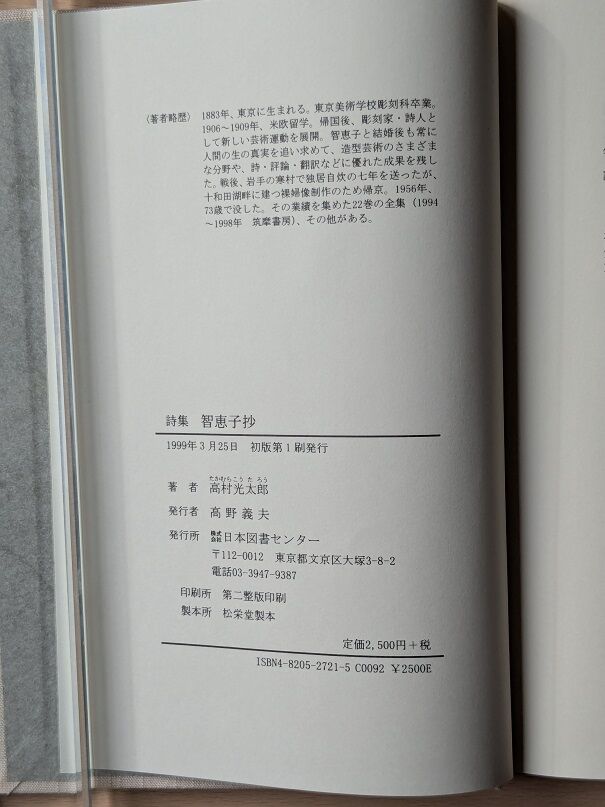 〈著者略歴〉 1883年、東京に生まれる。東京美術学校彫刻科卒業。
1906〜1909年、米欧留学。帰国後、彫刻家・詩人と
して新しい芸術運動を展開。智恵子と結婚後も常に
人間の生の真実を追い求めて、造型芸術のさまざま
な分野や、詩・評論・翻訳などに優れた成果を残し
た。戦後、岩手の寒村で独居自炊の七年を送ったが、
十和田湖畔に建つ裸婦像制作のため帰京。1956年、
73歳で没した。その業績を集めた22巻の全集（1994
〜1998年　筑摩書房）、その他がある。
詩集　智恵子抄
1999年3月25日　初版第1刷発行
たかむらこうたろう
著　者　高村光太郎
発行者　髙野義夫
発行所　株式会社日本図書センター
〒112-0012　東京都文京区大塚3-8-2
電話03-3947-9387
印刷所　第二整版印刷
製本所　松栄堂製本
定価2,500円＋税
ISBN4-8205-2721-5 C0092 ￥2500E